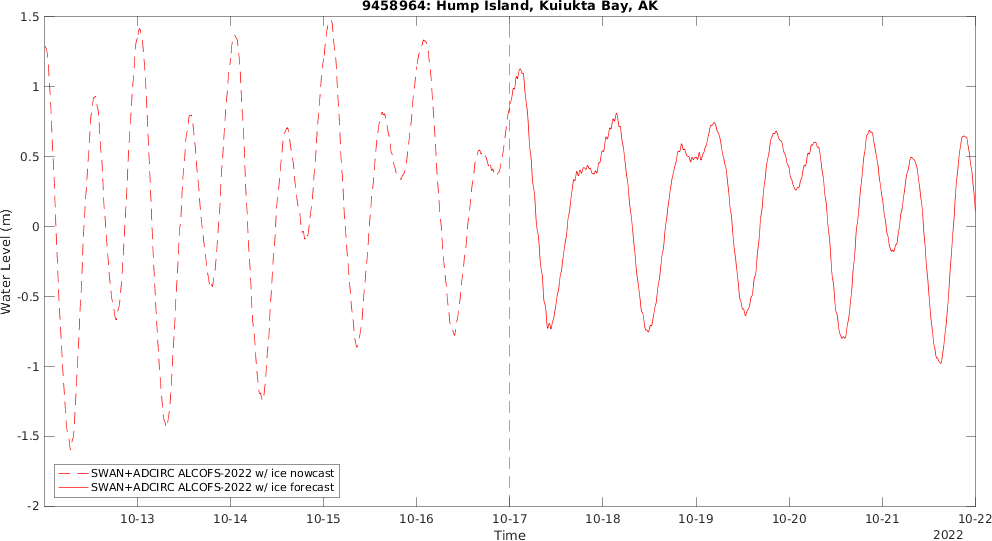 9458964: Hump Island, Kuiukta Bay, AK
Water Level (m)
1.5
1
0.5
0
-0.5
-1
-1.5
-2
SWAN+ADCIRC ALCOFS-2022 w/ ice nowcast
SWAN+ADCIRC ALCOFS-2022 w/ ice forecast
10-13 10-14 10-15 10-16 10-17 10-18 10-19 10-20 10-21 10-22
Time
2022